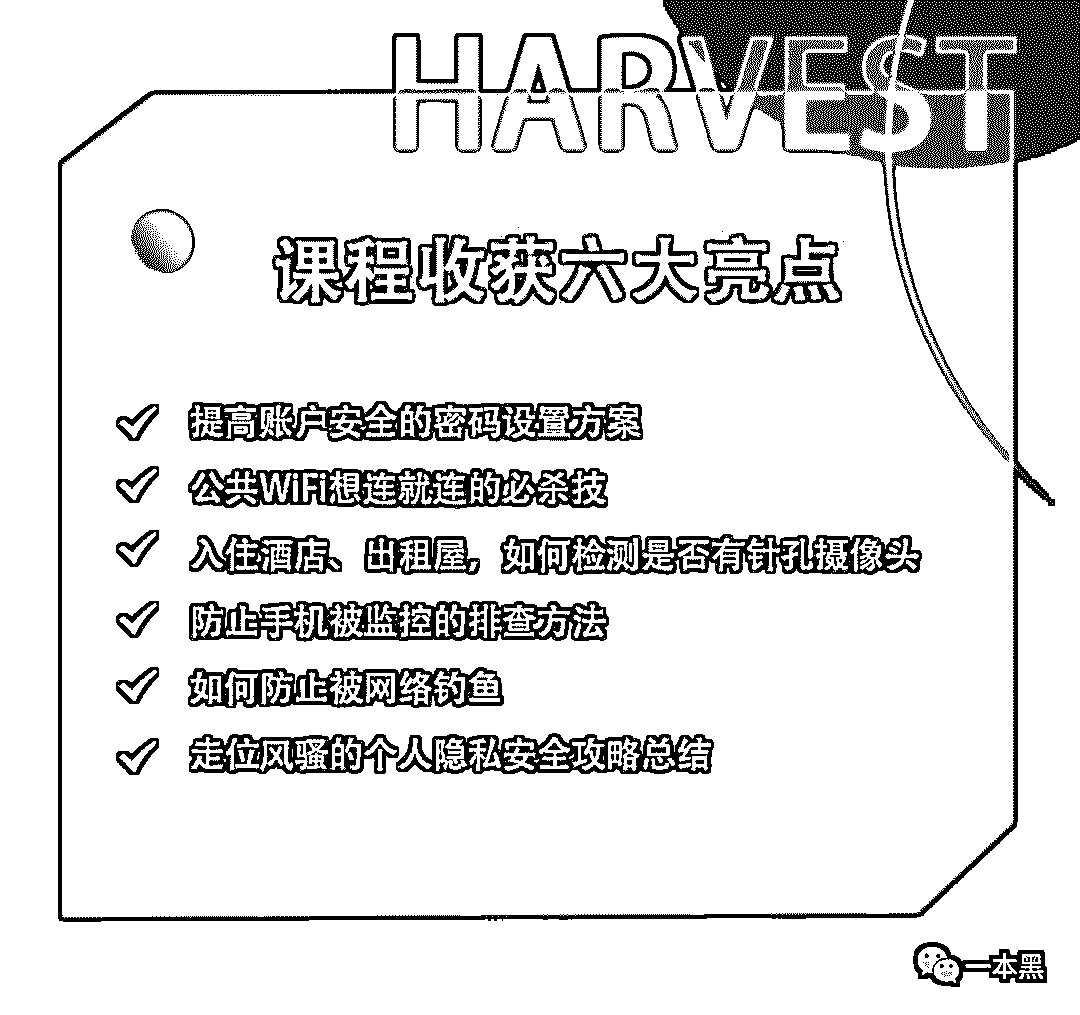 HARVEST
课程收获六大亮点
提高账户安全的密码设置方案
公共WiFi想连就连的必杀技
入住酒店、出租屋，如何检测是否有针孔摄像头
防止手机被监控的排查方法
如何防止被网络钓鱼
走位风骚的个人隐私安全攻略总结
一本黑